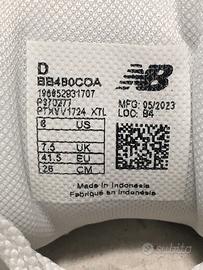 D
BB480COA
196652931707
P370277
PTXVV1724 XTL
8 US
7.5 UK
41.5 EU
26 CM
MFG: 05/2023
LOC: B4
Made in Indonesia
Fabriqué en Indonésie
subito